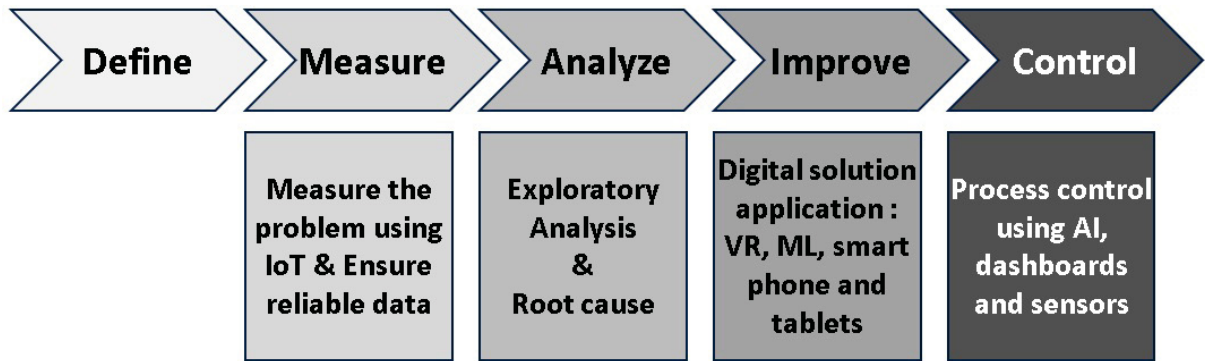 Define
Measure
Analyze
Improve
Control
Measure the
problem using
IoT & Ensure
reliable data
Exploratory
Analysis
&
Root cause
Digital solution
application :
VR, ML, smart
phone and
tablets
Process control
using AI,
dashboards
and sensors